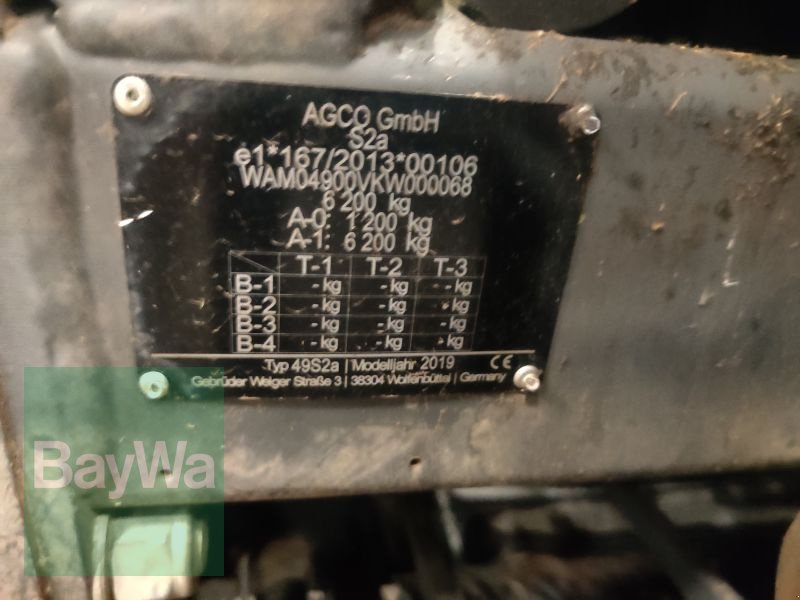 AGCO GmbH
S2a
e1*167/2013*00106
WAM04900VKW000068
6 200 kg
A-0: 1 200 kg
A-1: 6 200 kg
T-1 T-2 T-3
B-1 -kg -kg -kg
B-2 -kg -kg -kg
B-3 -kg -kg -kg
B-4 -kg -kg -kg
Typ 49S2a | Modelljahr 2019 CE
Gebrüder Welger Straße 3 | 38304 Wolfenbüttel | Germany
BayWa